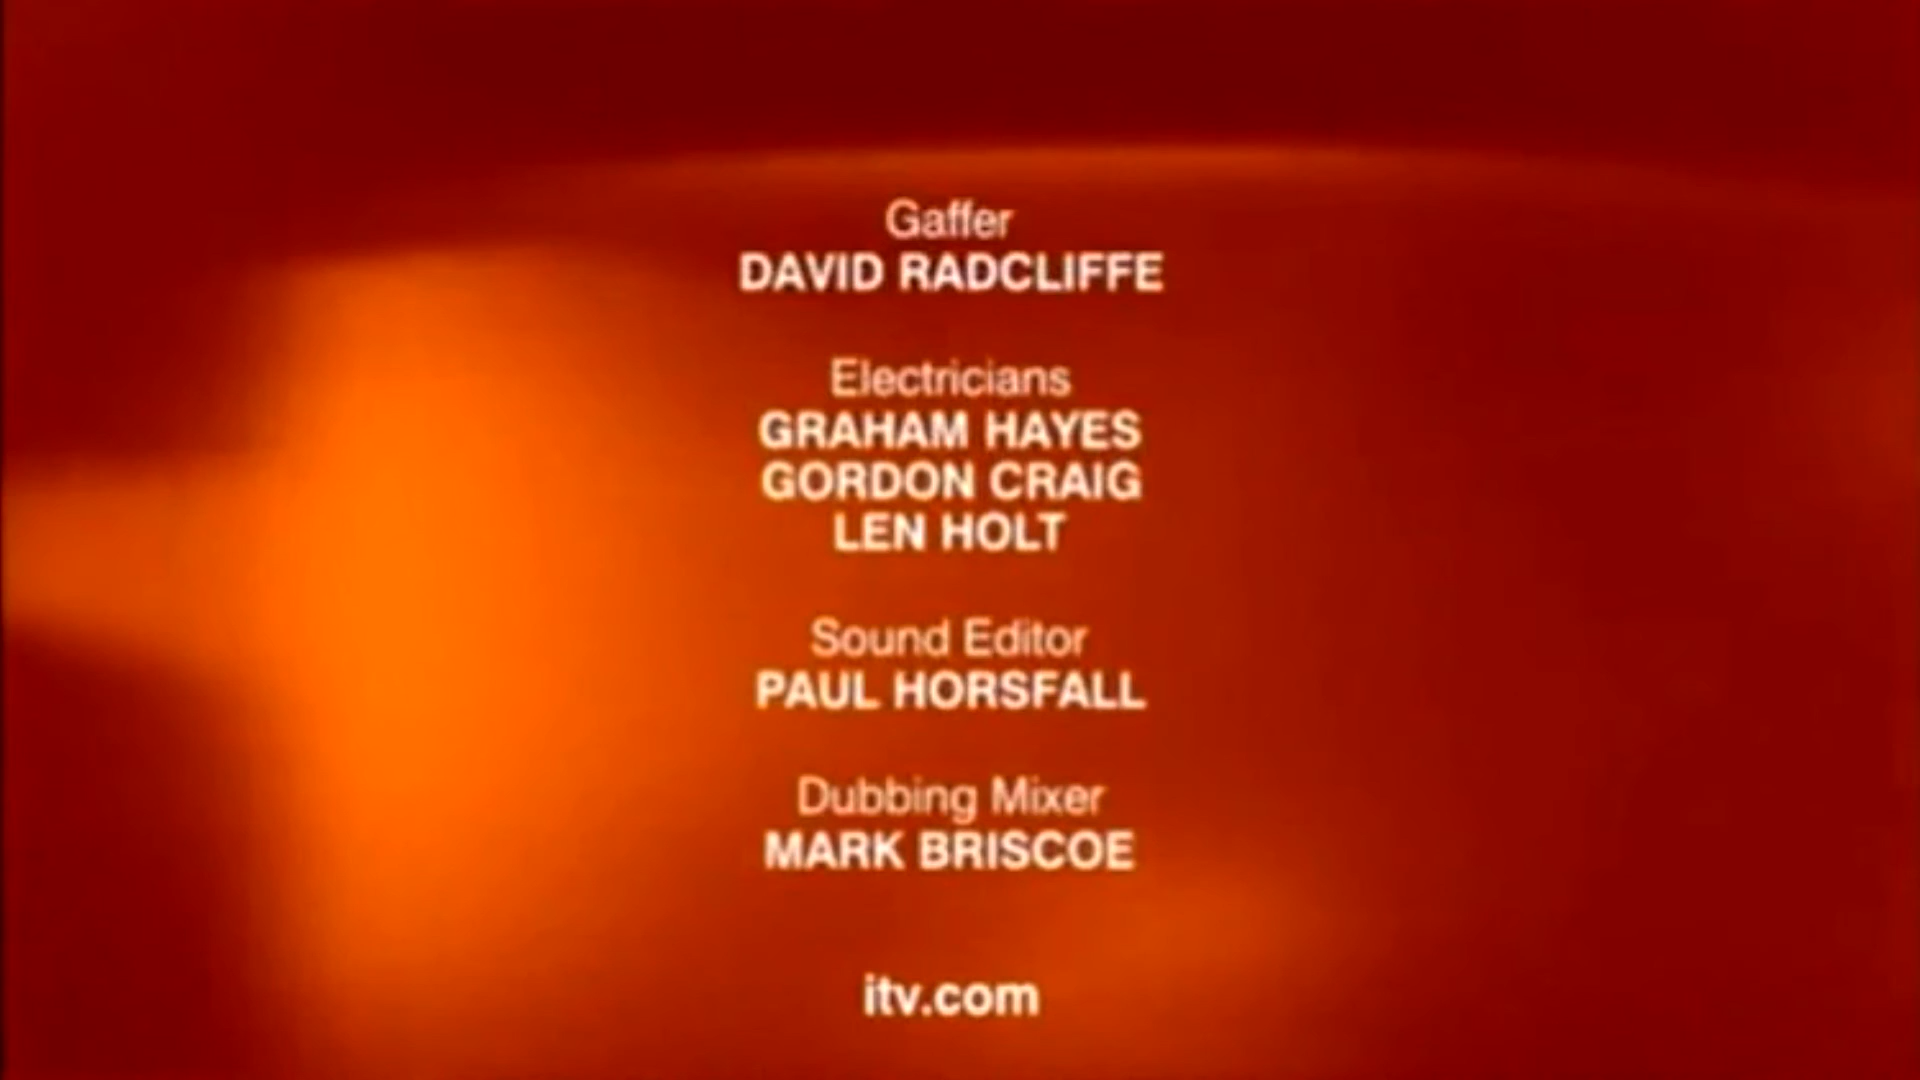 Gaffer
DAVID RADCLIFFE
Electricians
GRAHAM HAYES
GORDON CRAIG
LEN HOLT
Sound Editor
PAUL HORSFALL
Dubbing Mixer
MARK BRISCOE
itv.com